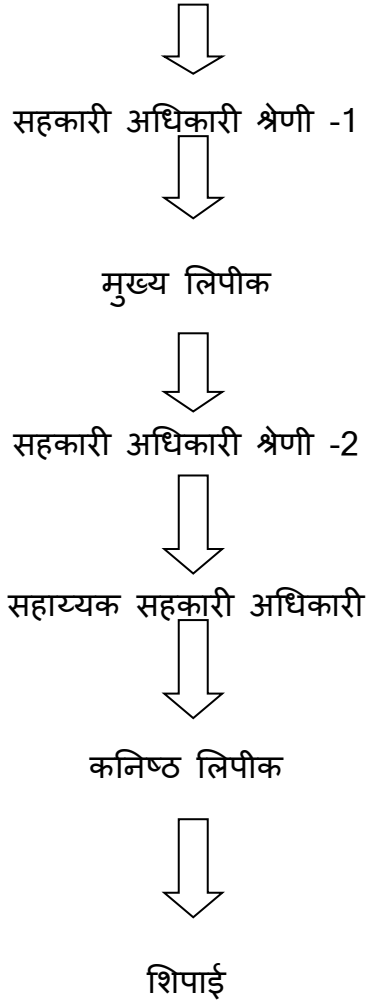 सहकारी अधिकारी श्रेणी -1
मुख्य लिपीक
सहकारी अधिकारी श्रेणी -2
सहाय्यक सहकारी अधिकारी
कनिष्ठ लिपीक
शिपाई